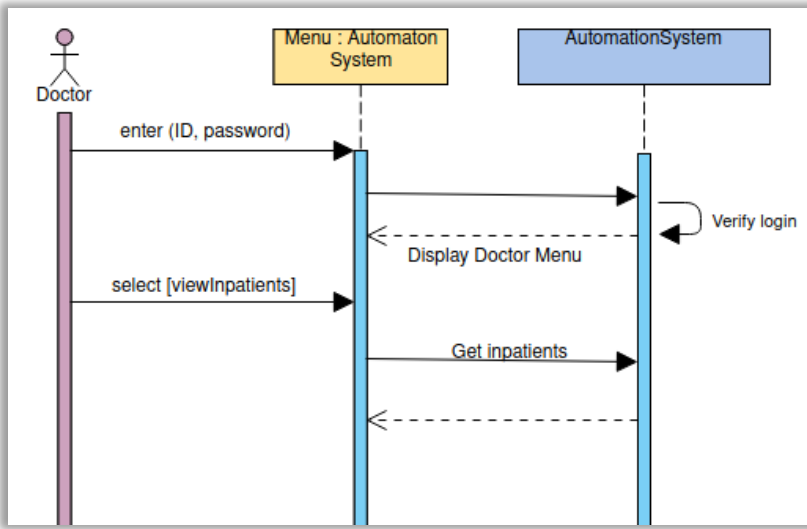 Menu : Automaton
System
AutomationSystem
Doctor
enter (ID, password)
Verify login
Display Doctor Menu
select [viewInpatients]
Get inpatients